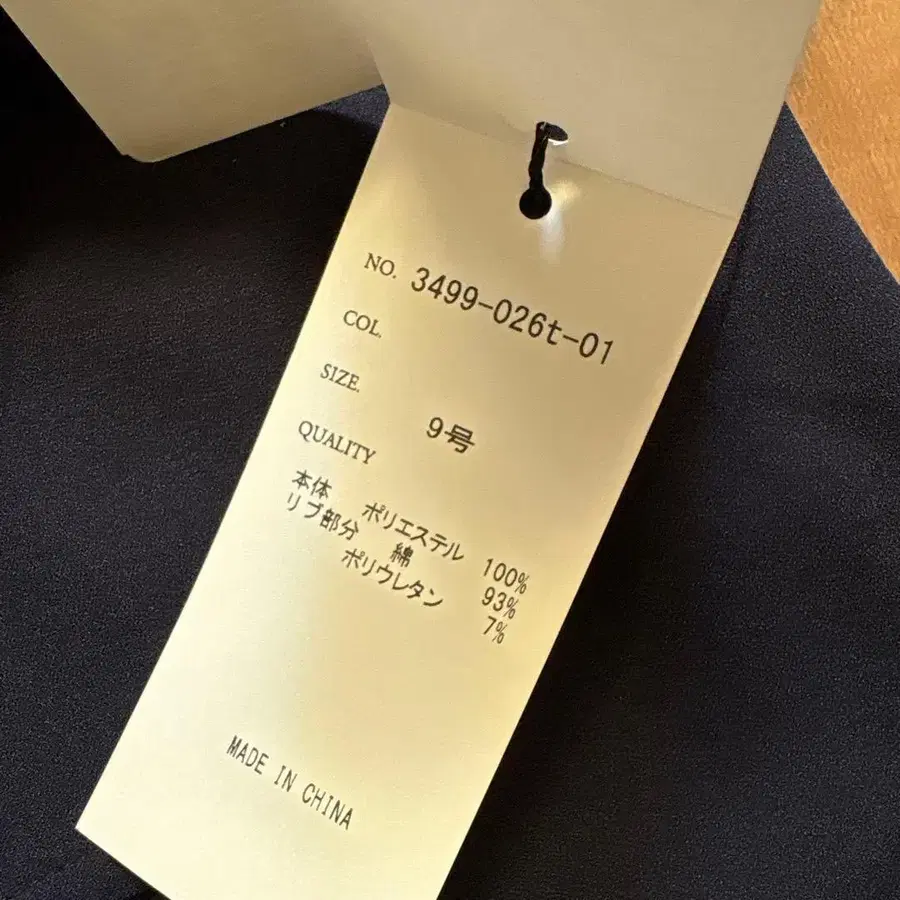 NO. 3499-026t-01
COL.
SIZE. 9号
QUALITY
本体 ポリエステル 100%
リブ部分 綿 93%
ポリウレタン 7%
MADE IN CHINA